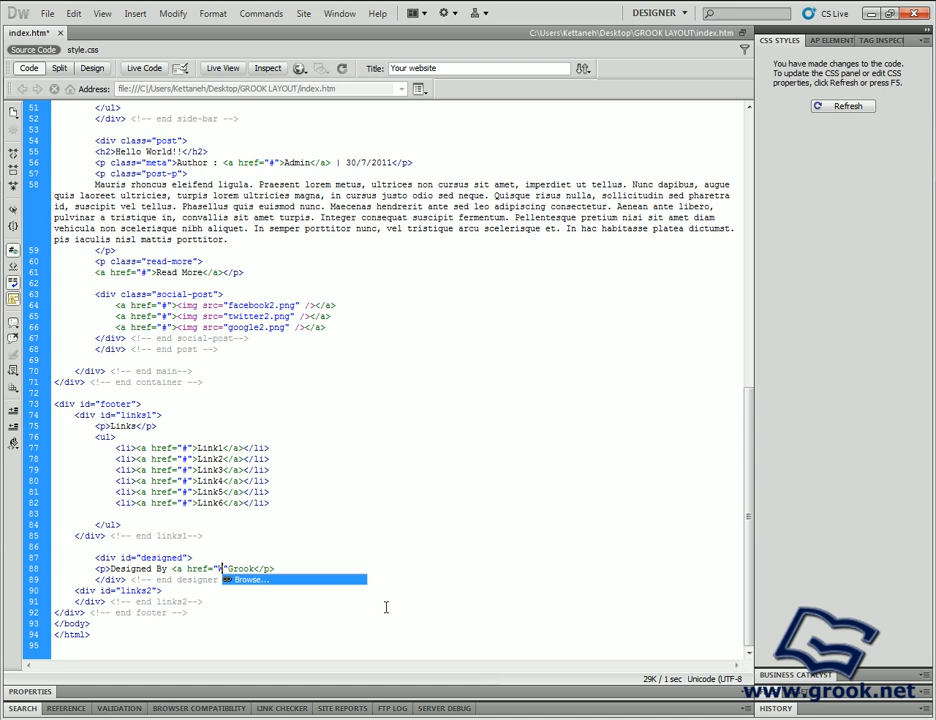 Dw File Edit View Insert Modify Format Commands Site Window Help DESIGNER CS Live
index.htm* C:\Users\Kettaneh\Desktop\GROOK LAYOUT\index.htm
Source Code style.css
Code Split Design Live Code Live View Inspect Title: Your website
Address: file:///C|/Users/Kettaneh/Desktop/GROOK LAYOUT/index.htm
CSS STYLES AP ELEMENT TAG INSPECT
You have made changes to the code.
To update the CSS panel or edit CSS
properties, click Refresh or press F5.
Refresh
51 </ul>
52 </div> <!-- end side-bar -->
53
54 <div class="post">
55 <h2>Hello World!!</h2>
56 <p class="meta">Author : <a href="#">Admin</a> | 30/7/2011</p>
57 <p class="post-p">
58 Mauris rhoncus eleifend ligula. Praesent lorem metus, ultrices non cursus sit amet, imperdiet ut tellus. Nunc dapibus, augue
quis laoreet ultricies, turpis lorem ultricies magna, in cursus justo odio sed neque. Quisque risus nulla, sollicitudin sed pharetra
id, suscipit vel tellus. Phasellus quis euismod nunc. Maecenas hendrerit ante sed leo adipiscing consectetur. Aenean ante libero,
pulvinar a tristique in, convallis sit amet turpis. Integer consequat suscipit fermentum. Pellentesque pretium nisi sit amet diam
vehicula non scelerisque nibh aliquet. In semper porttitor nunc, vel tristique arcu scelerisque et. In hac habitasse platea dictumst.
pis iaculis nisl mattis porttitor.
59 </p>
60 <p class="read-more">
61 <a href="#">Read More</a></p>
62
63 <div class="social-post">
64 <a href="#"><img src="facebook2.png" /></a>
65 <a href="#"><img src="twitter2.png" /></a>
66 <a href="#"><img src="google2.png" /></a>
67 </div> <!-- end social-post-->
68 </div> <!-- end post -->
69
70 </div> <!-- end main-->
71 </div> <!-- end container -->
72
73 <div id="footer">
74 <div id="links1">
75 <p>Links</p>
76 <ul>
77 <li><a href="#">Link1</a></li>
78 <li><a href="#">Link2</a></li>
79 <li><a href="#">Link3</a></li>
80 <li><a href="#">Link4</a></li>
81 <li><a href="#">Link5</a></li>
82 <li><a href="#">Link6</a></li>
83
84 </ul>
85 </div> <!-- end links1-->
86
87 <div id="designed">
88 <p>Designed By <a href="W"Grook</p>
89 </div> <!-- end designer Browse...
90 <div id="links2">
91 </div> <!-- end links2-->
92 </div> <!-- end footer -->
93 </body>
94 </html>
95
29K / 1 sec Unicode (UTF-8
PROPERTIES
BUSINESS CATALYST
www.grook.net
SEARCH REFERENCE VALIDATION BROWSER COMPATIBILITY LINK CHECKER SITE REPORTS FTP LOG SERVER DEBUG HISTORY